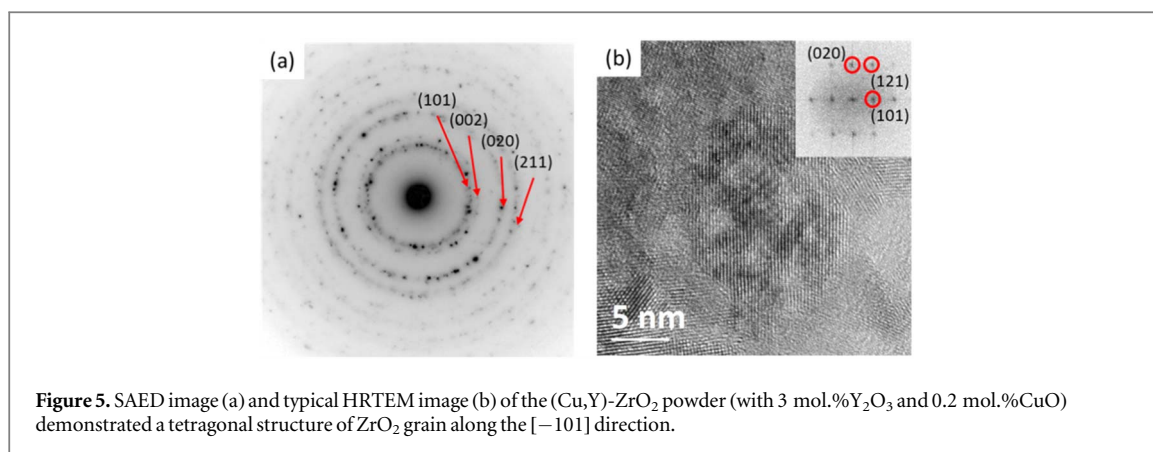 (a)
(101)
(002)
(020)
(211)
(b)
(020)
(121)
(101)
5 nm
Figure 5. SAED image (a) and typical HRTEM image (b) of the (Cu,Y)-ZrO₂ powder (with 3 mol.%Y₂O₃ and 0.2 mol.%CuO)
demonstrated a tetragonal structure of ZrO₂ grain along the [−101] direction.